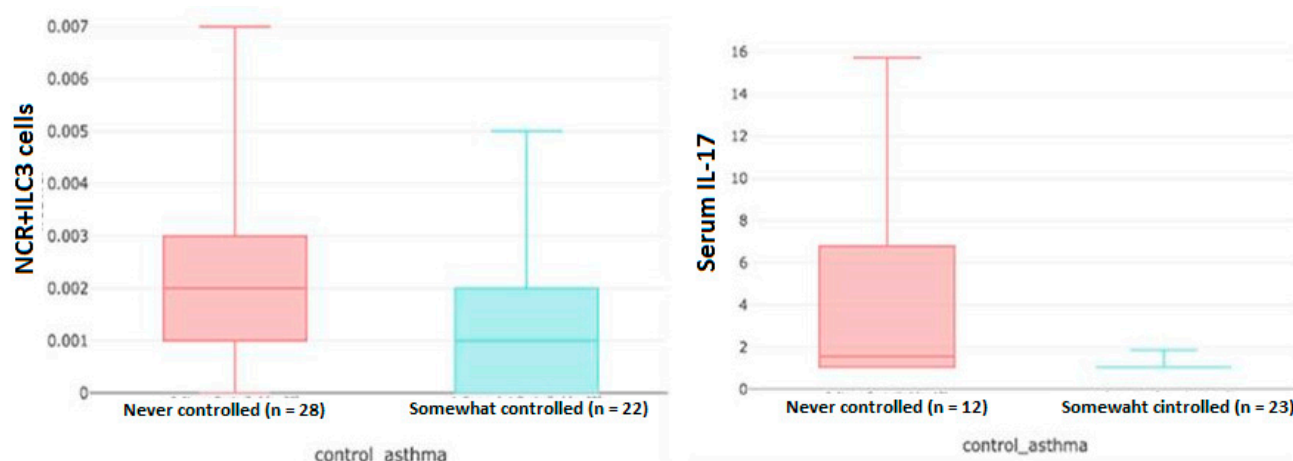 NCR+ILC3 cells
0.007
0.006
0.005
0.004
0.003
0.002
0.001
0
Never controlled (n = 28)
Somewhat controlled (n = 22)
control_asthma
Serum IL-17
16
14
12
10
8
6
4
2
0
Never controlled (n = 12)
Somewaht cintrolled (n = 23)
control_asthma